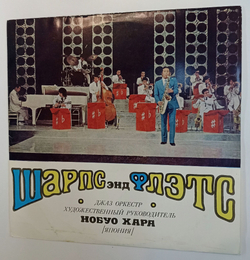 ШАРПС ЭНД ФЛЭТС
ДЖАЗ ОРКЕСТР
ХУДОЖЕСТВЕННЫЙ РУКОВОДИТЕЛЬ
НОБУО ХАРА
[ЯПОНИЯ]